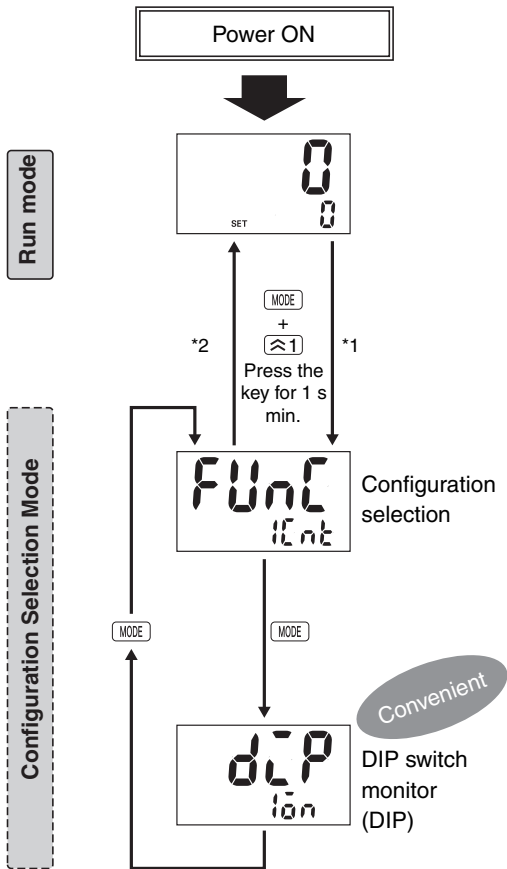 Power ON
Run mode
0
SET
0
MODE
+
1
*2
*1
Press the
key for 1 s
min.
Configuration Selection Mode
FUnC
1Cnt
Configuration
selection
MODE
MODE
Convenient
diP
1on
DIP switch
monitor
(DIP)